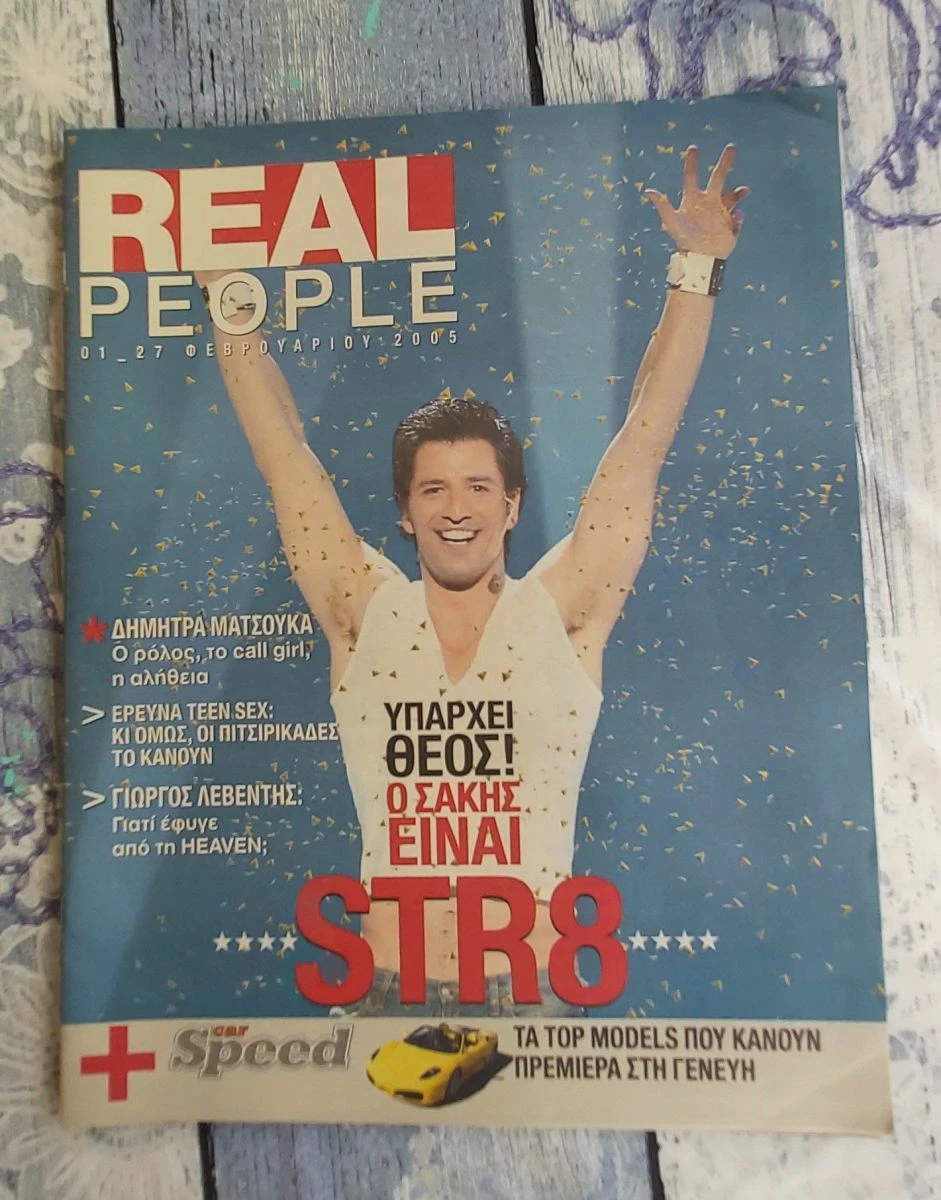 REAL
PEOPLE
01_27 ΦΕΒΡΟΥΑΡΙΟΥ 2005
ΔΗΜΗΤΡΑ ΜΑΤΣΟΥΚΑ
Ο ρόλος, το call girl,
η αλήθεια
> ΕΡΕΥΝΑ TEEN SEX:
ΚΙ ΟΜΩΣ, ΟΙ ΠΙΤΣΙΡΙΚΑΔΕΣ
ΤΟ ΚΑΝΟΥΝ
> ΓΙΩΡΓΟΣ ΛΕΒΕΝΤΗΣ:
Γιατί έφυγε
από τη HEAVEN;
ΥΠΑΡΧΕΙ
ΘΕΟΣ!
Ο ΣΑΚΗΣ
ΕΙΝΑΙ
STR8
+ car
Speed
ΤΑ TOP MODELS ΠΟΥ ΚΑΝΟΥΝ
ΠΡΕΜΙΕΡΑ ΣΤΗ ΓΕΝΕΥΗ